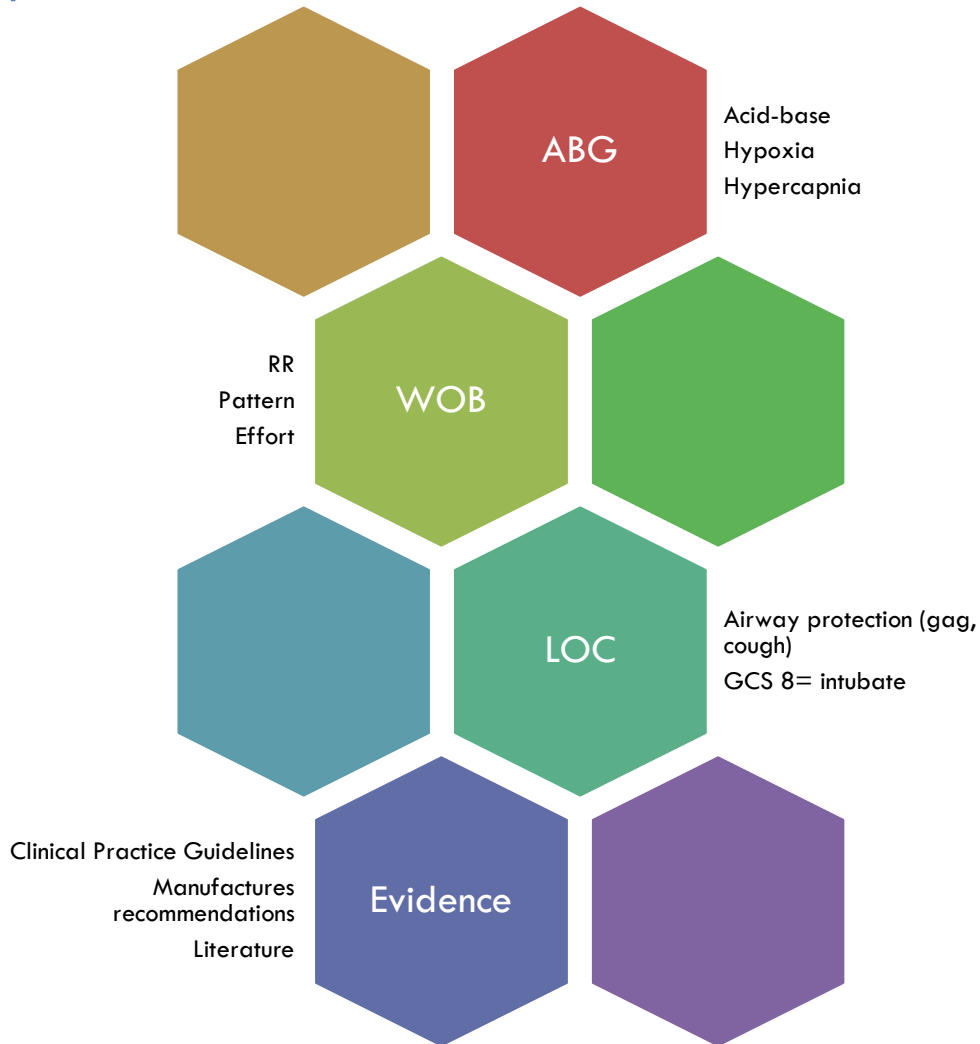 ABG
Acid-base
Hypoxia
Hypercapnia
RR
Pattern
Effort
WOB
LOC
Airway protection (gag,
cough)
GCS 8= intubate
Clinical Practice Guidelines
Manufactures
recommendations
Literature
Evidence